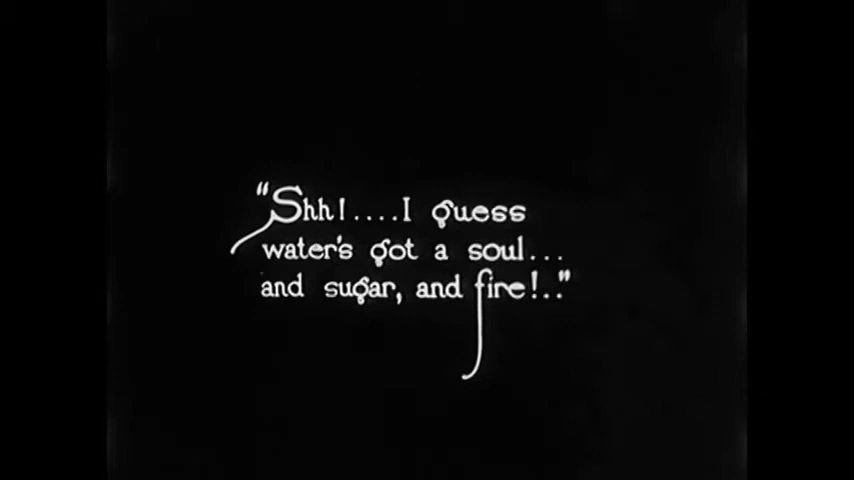 "Shh!....I guess
water's got a soul...
and sugar, and fire!.."